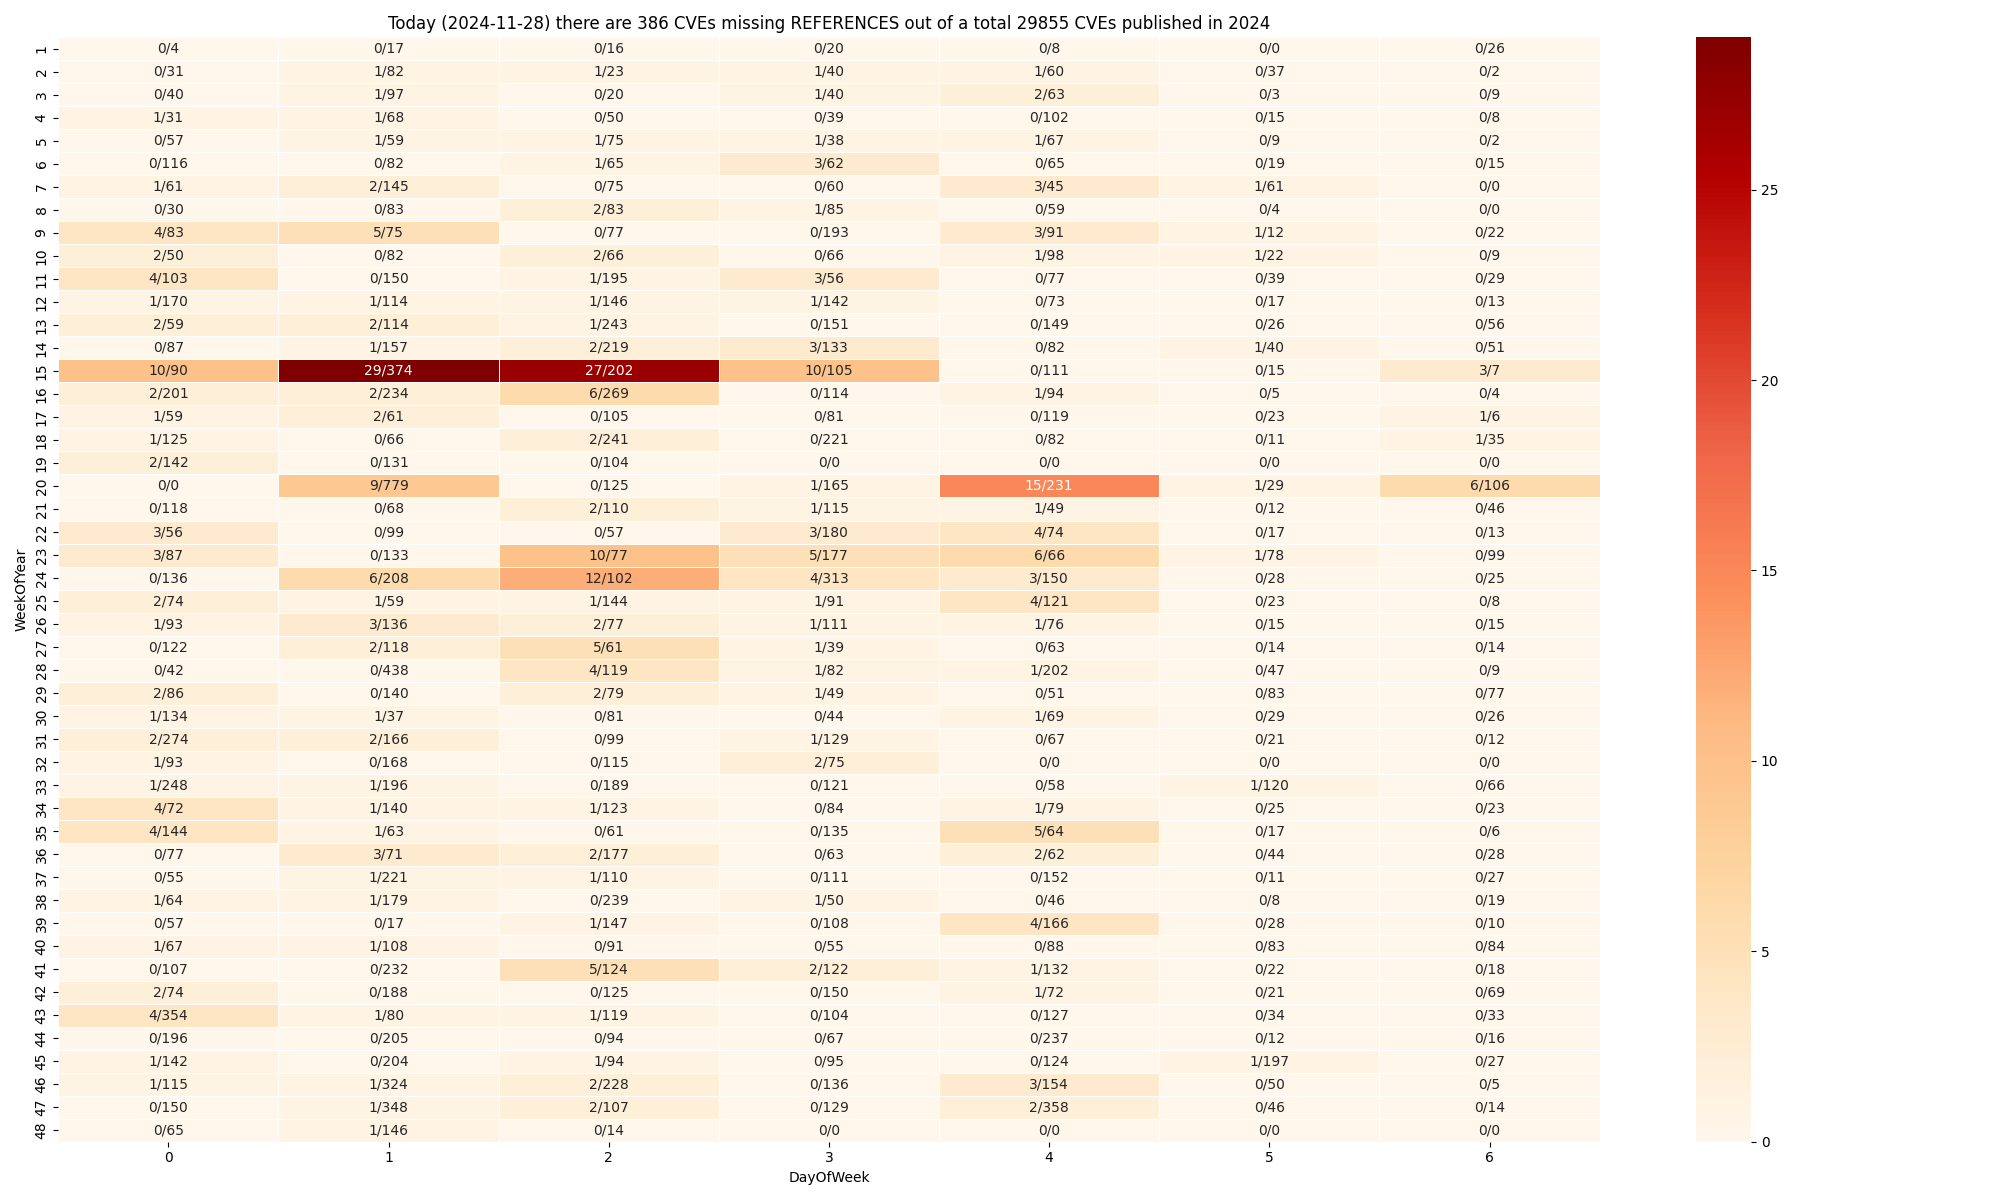 Today (2024-11-28) there are 386 CVEs missing REFERENCES out of a total 29855 CVEs published in 2024
1 0/4 0/17 0/16 0/20 0/8 0/0 0/26
2 0/31 1/82 1/23 1/40 1/60 0/37 0/2
3 0/40 1/97 0/20 1/40 2/63 0/3 0/9
4 1/31 1/68 0/50 0/39 0/102 0/15 0/8
5 0/57 1/59 1/75 1/38 1/67 0/9 0/2
6 0/116 0/82 1/65 3/62 0/65 0/19 0/15
7 1/61 2/145 0/75 0/60 3/45 1/61 0/0
8 0/30 0/83 2/83 1/85 0/59 0/4 0/0
9 4/83 5/75 0/77 0/193 3/91 1/12 0/22
10 2/50 0/82 2/66 0/66 1/98 1/22 0/9
11 4/103 0/150 1/195 3/56 0/77 0/39 0/29
12 1/170 1/114 1/146 1/142 0/73 0/17 0/13
13 2/59 2/114 1/243 0/151 0/149 0/26 0/56
14 0/87 1/157 2/219 3/133 0/82 1/40 0/51
15 10/90 29/374 27/202 10/105 0/111 0/15 3/7
16 2/201 2/234 6/269 0/114 1/94 0/5 0/4
17 1/59 2/61 0/105 0/81 0/119 0/23 1/6
18 1/125 0/66 2/241 0/221 0/82 0/11 1/35
19 2/142 0/131 0/104 0/0 0/0 0/0 0/0
20 0/0 9/779 0/125 1/165 15/231 1/29 6/106
21 0/118 0/68 2/110 1/115 1/49 0/12 0/46
22 3/56 0/99 0/57 3/180 4/74 0/17 0/13
23 3/87 0/133 10/77 5/177 6/66 1/78 0/99
24 0/136 6/208 12/102 4/313 3/150 0/28 0/25
25 2/74 1/59 1/144 1/91 4/121 0/23 0/8
26 1/93 3/136 2/77 1/111 1/76 0/15 0/15
27 0/122 2/118 5/61 1/39 0/63 0/14 0/14
28 0/42 0/438 4/119 1/82 1/202 0/47 0/9
29 2/86 0/140 2/79 1/49 0/51 0/83 0/77
30 1/134 1/37 0/81 0/44 1/69 0/29 0/26
31 2/274 2/166 0/99 1/129 0/67 0/21 0/12
32 1/93 0/168 0/115 2/75 0/0 0/0 0/0
33 1/248 1/196 0/189 0/121 0/58 1/120 0/66
34 4/72 1/140 1/123 0/84 1/79 0/25 0/23
35 4/144 1/63 0/61 0/135 5/64 0/17 0/6
36 0/77 3/71 2/177 0/63 2/62 0/44 0/28
37 0/55 1/221 1/110 0/111 0/152 0/11 0/27
38 1/64 1/179 0/239 1/50 0/46 0/8 0/19
39 0/57 0/17 1/147 0/108 4/166 0/28 0/10
40 1/67 1/108 0/91 0/55 0/88 0/83 0/84
41 0/107 0/232 5/124 2/122 1/132 0/22 0/18
42 2/74 0/188 0/125 0/150 1/72 0/21 0/69
43 4/354 1/80 1/119 0/104 0/127 0/34 0/33
44 0/196 0/205 0/94 0/67 0/237 0/12 0/16
45 1/142 0/204 1/94 0/95 0/124 1/197 0/27
46 1/115 1/324 2/228 0/136 3/154 0/50 0/5
47 0/150 1/348 2/107 0/129 2/358 0/46 0/14
48 0/65 1/146 0/14 0/0 0/0 0/0 0/0
0 1 2 3 4 5 6
DayOfWeek
WeekOfYear
25
20
15
10
5
0